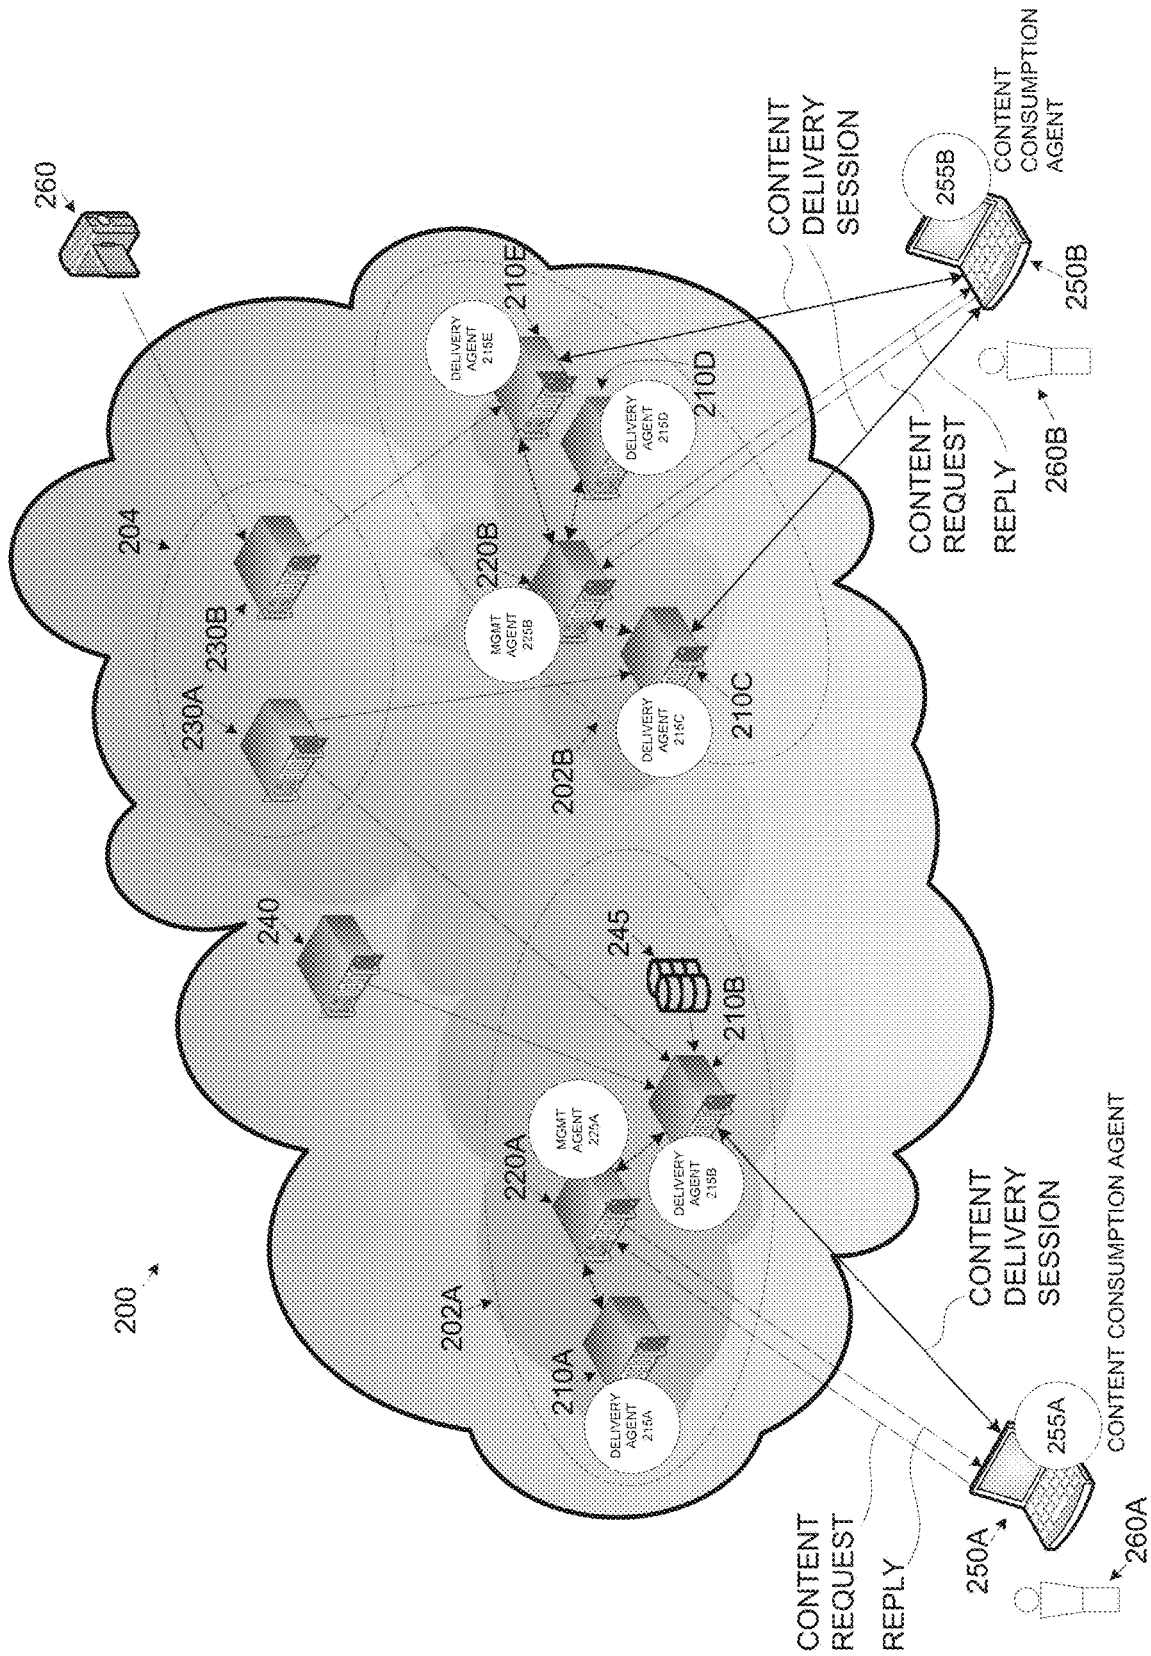 200
204
260
230A
230B
240
245
202A
202B
220A
220B
210A
210B
210C
210D
210E
MGMT
AGENT
225A
MGMT
AGENT
225B
DELIVERY
AGENT
215A
DELIVERY
AGENT
215B
DELIVERY
AGENT
215C
DELIVERY
AGENT
215D
DELIVERY
AGENT
215E
CONTENT
REQUEST
REPLY
CONTENT
DELIVERY
SESSION
250A
255A
260A
CONTENT CONSUMPTION AGENT
CONTENT
REQUEST
REPLY
CONTENT
DELIVERY
SESSION
250B
255B
260B
CONTENT
CONSUMPTION
AGENT